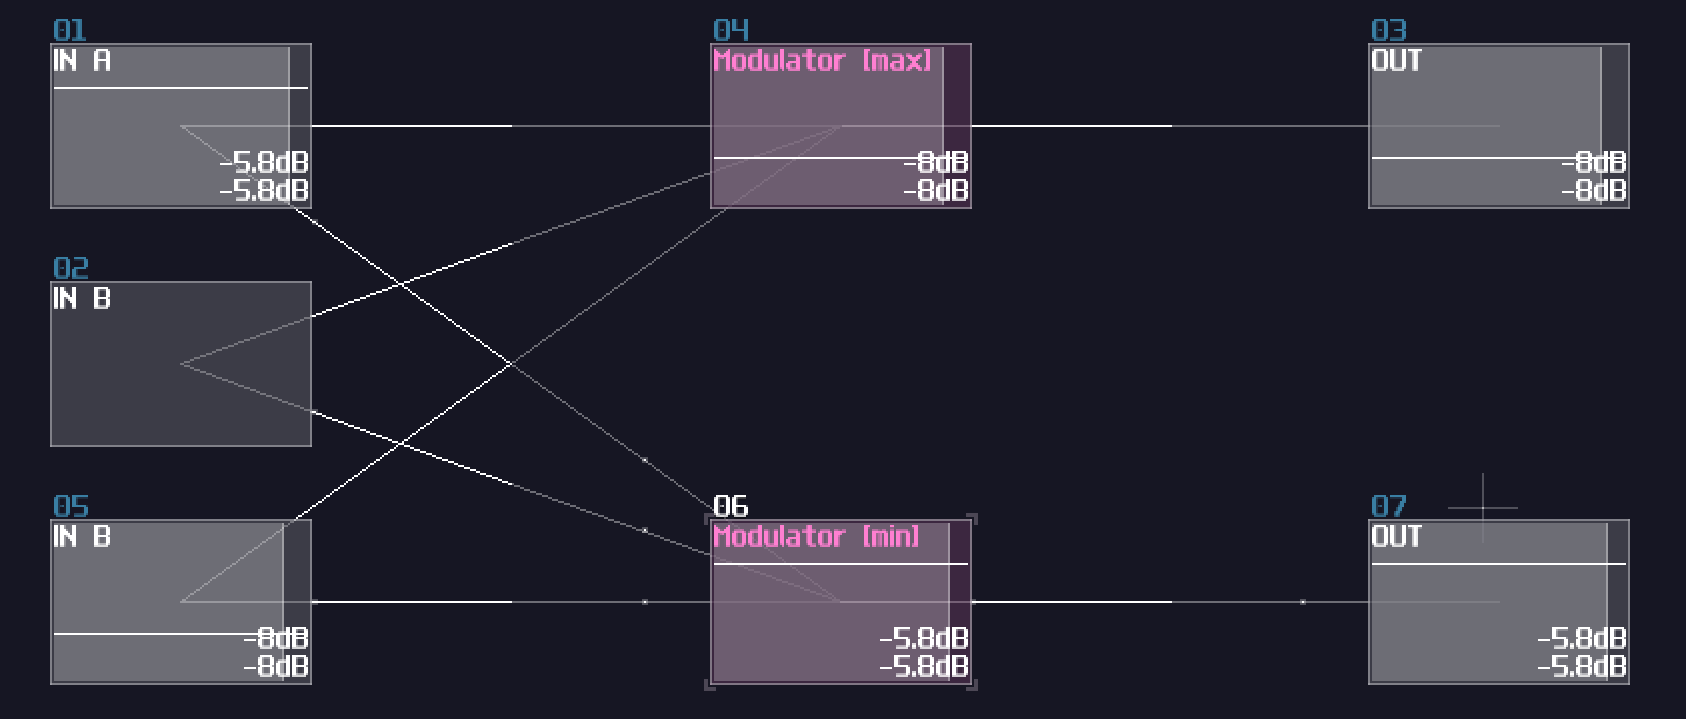 01
IN A
-5.8dB
-5.8dB
04
Modulator [max]
-8dB
-8dB
03
OUT
-8dB
-8dB
02
IN B
05
IN B
-8dB
-8dB
06
Modulator [min]
-5.8dB
-5.8dB
07
OUT
-5.8dB
-5.8dB